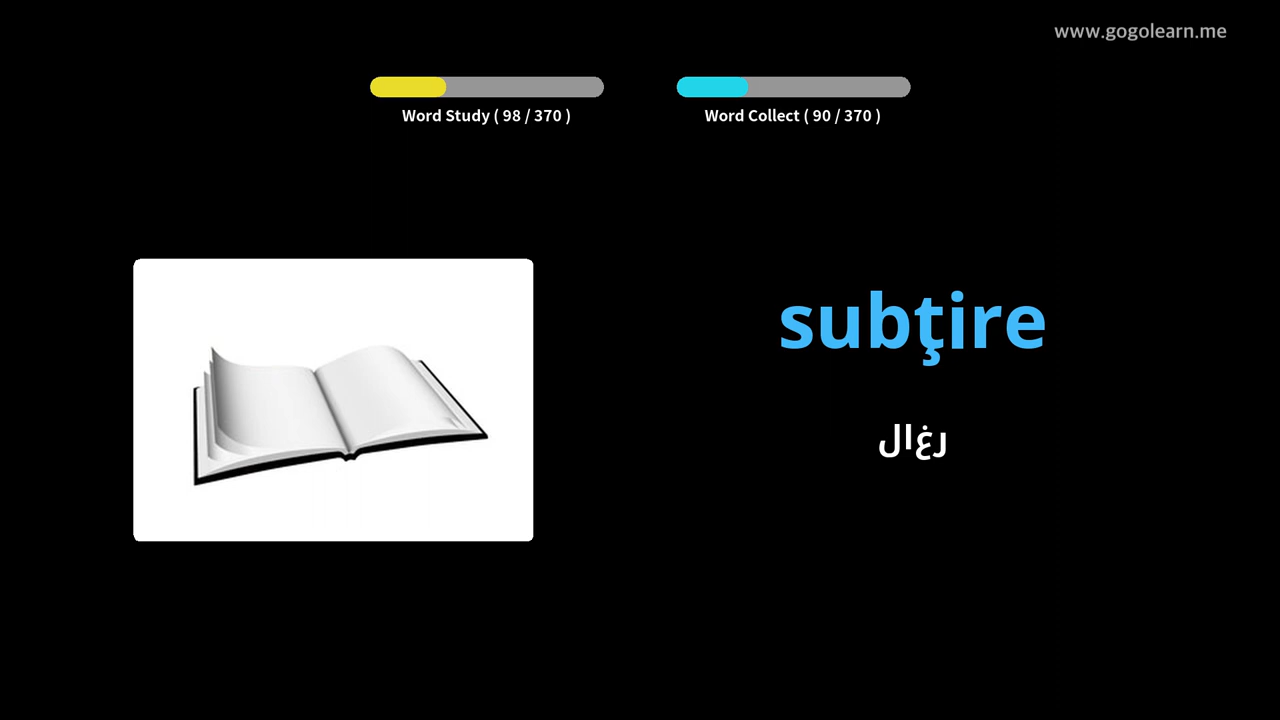 www.gogolearn.me
Word Study ( 98 / 370 )
Word Collect ( 90 / 370 )
subţire
رغال